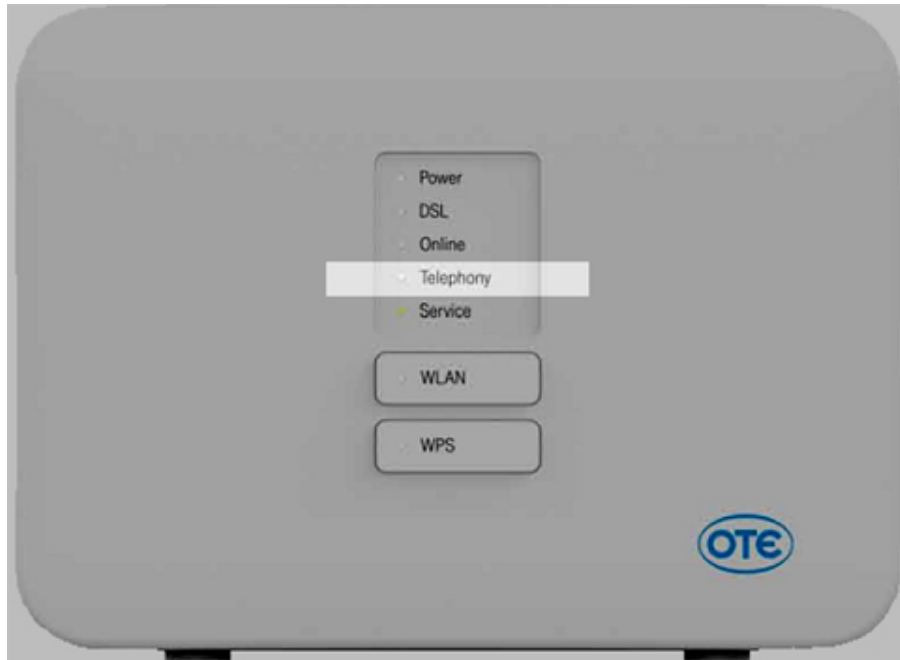 Power
DSL
Online
Telephony
Service
WLAN
WPS
OTE